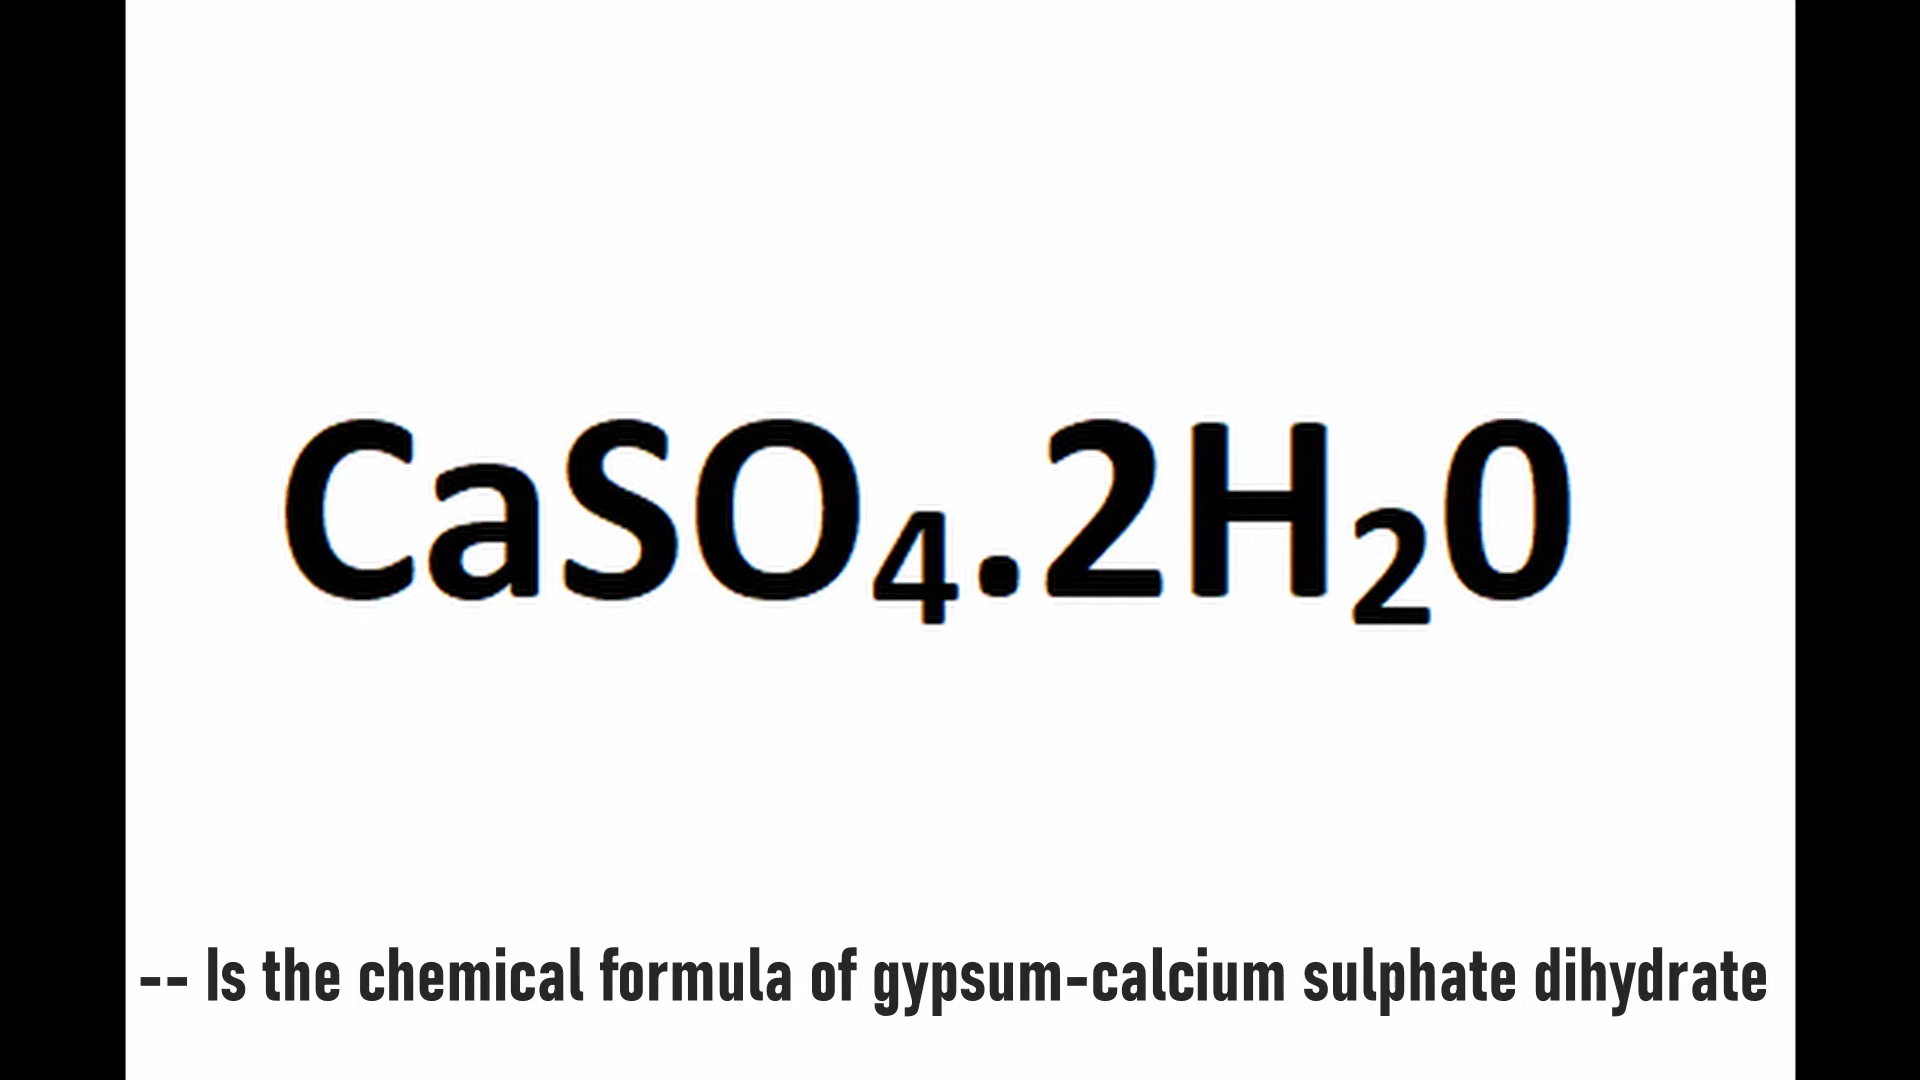 CaSO₄.2H₂0
-- Is the chemical formula of gypsum-calcium sulphate dihydrate